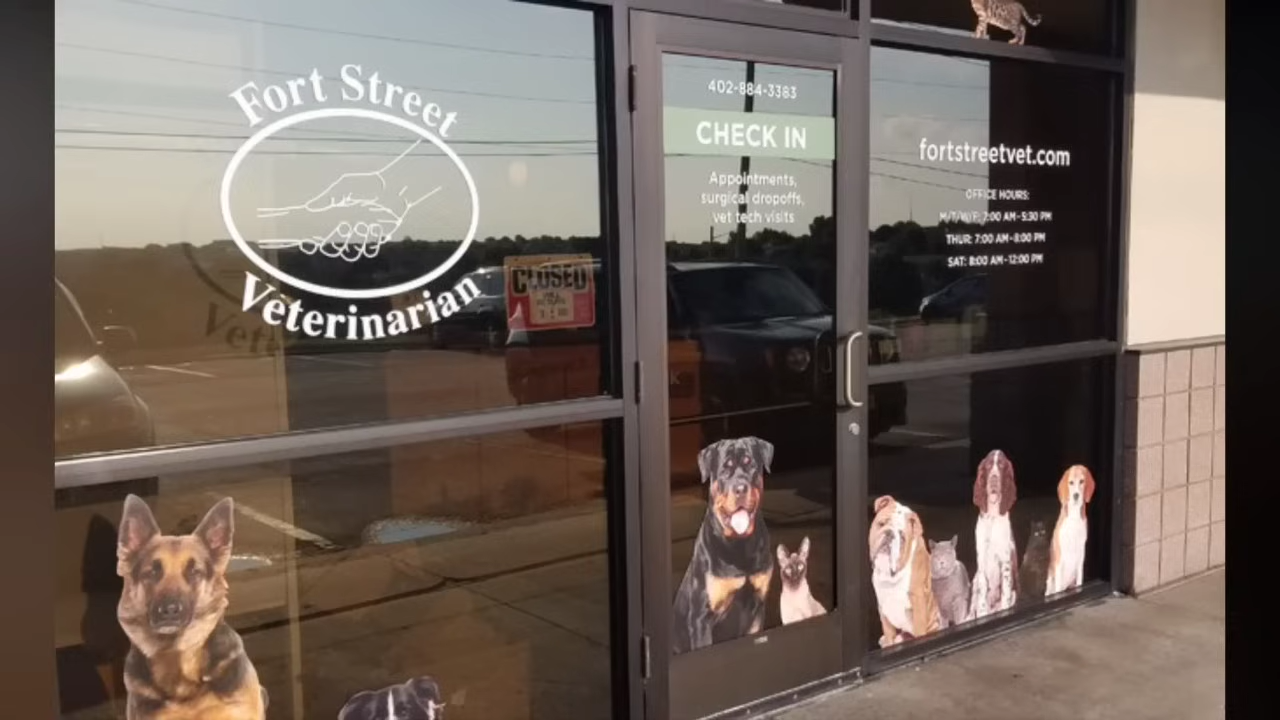 Fort Street
Veterinarian
CLOSED
402-884-3383
CHECK IN
Appointments,
surgical dropoffs,
vet tech visits
fortstreetvet.com
OFFICE HOURS:
M/T/W/F: 7:00 AM-5:30 PM
THUR: 7:00 AM-8:00 PM
SAT: 8:00 AM-12:00 PM